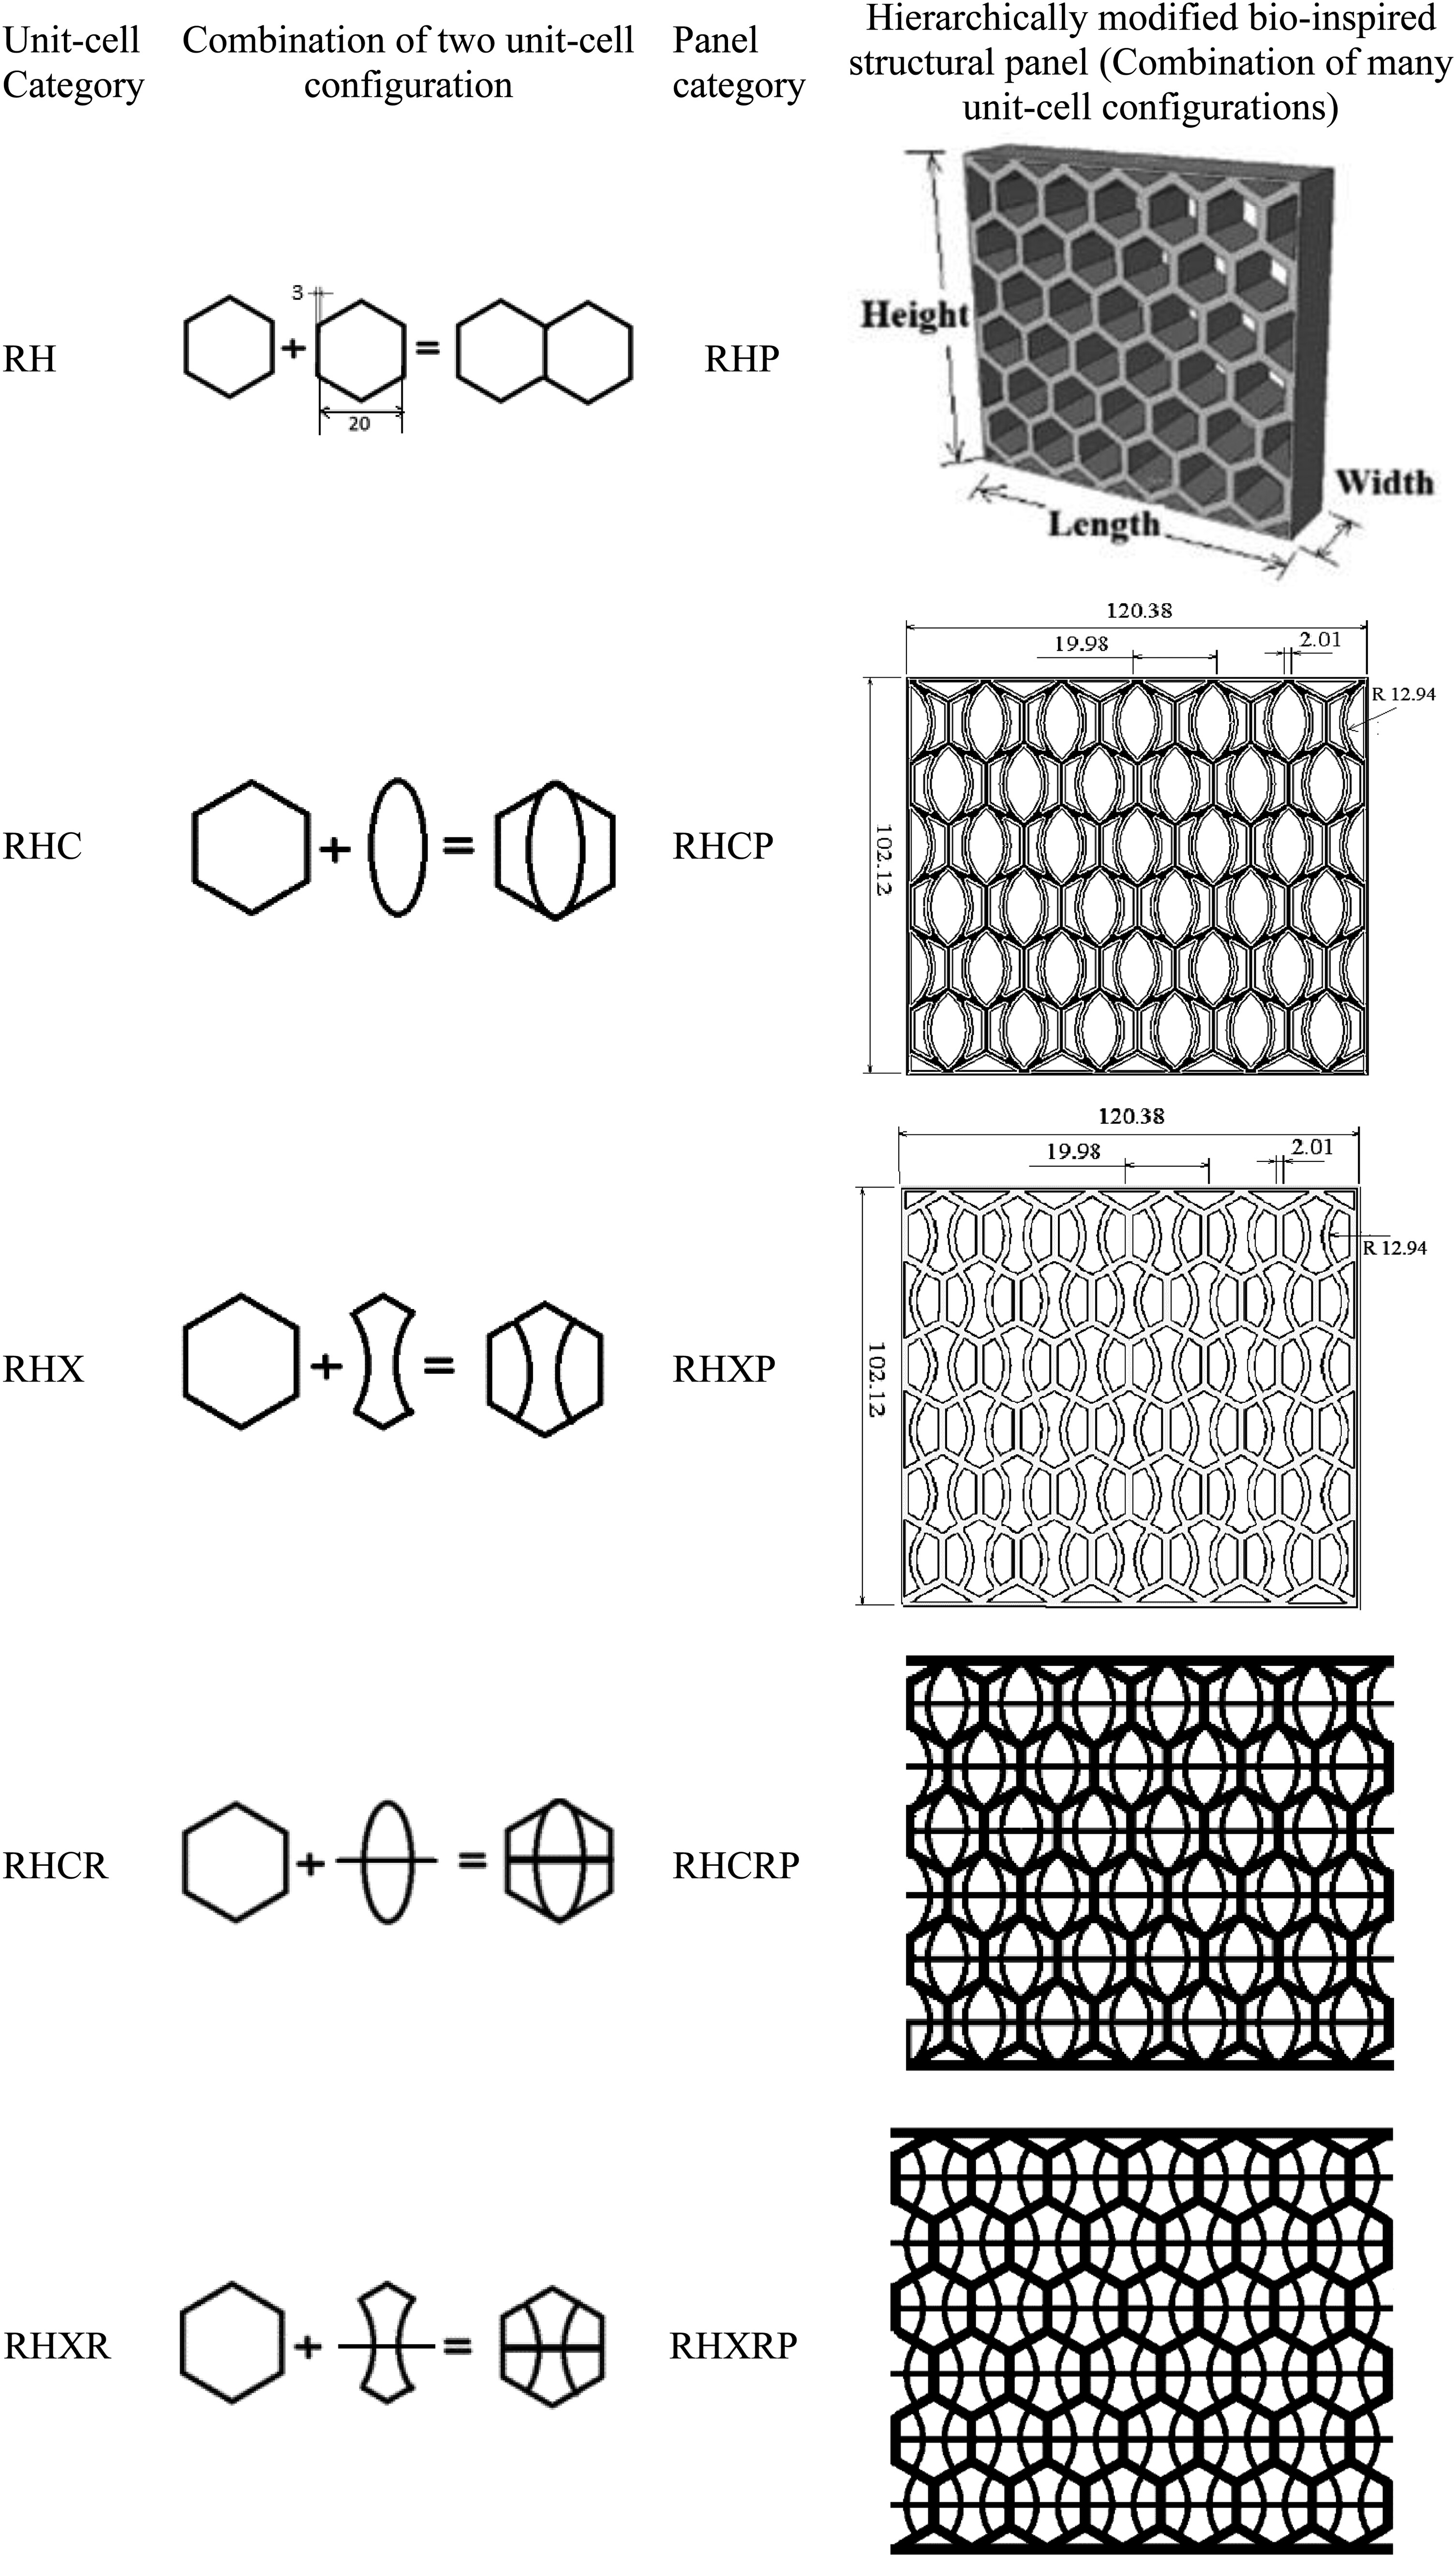 Unit-cell
Category
Combination of two unit-cell
configuration
Panel
category
Hierarchically modified bio-inspired
structural panel (Combination of many
unit-cell configurations)
RH
3
+
=
20
RHP
Height
Length
Width
RHC
+
=
RHCP
120.38
19.98
2.01
R 12.94
102.12
RHX
+
=
RHXP
120.38
19.98
2.01
R 12.94
102.12
RHCR
+
=
RHCRP
RHXR
+
=
RHXRP